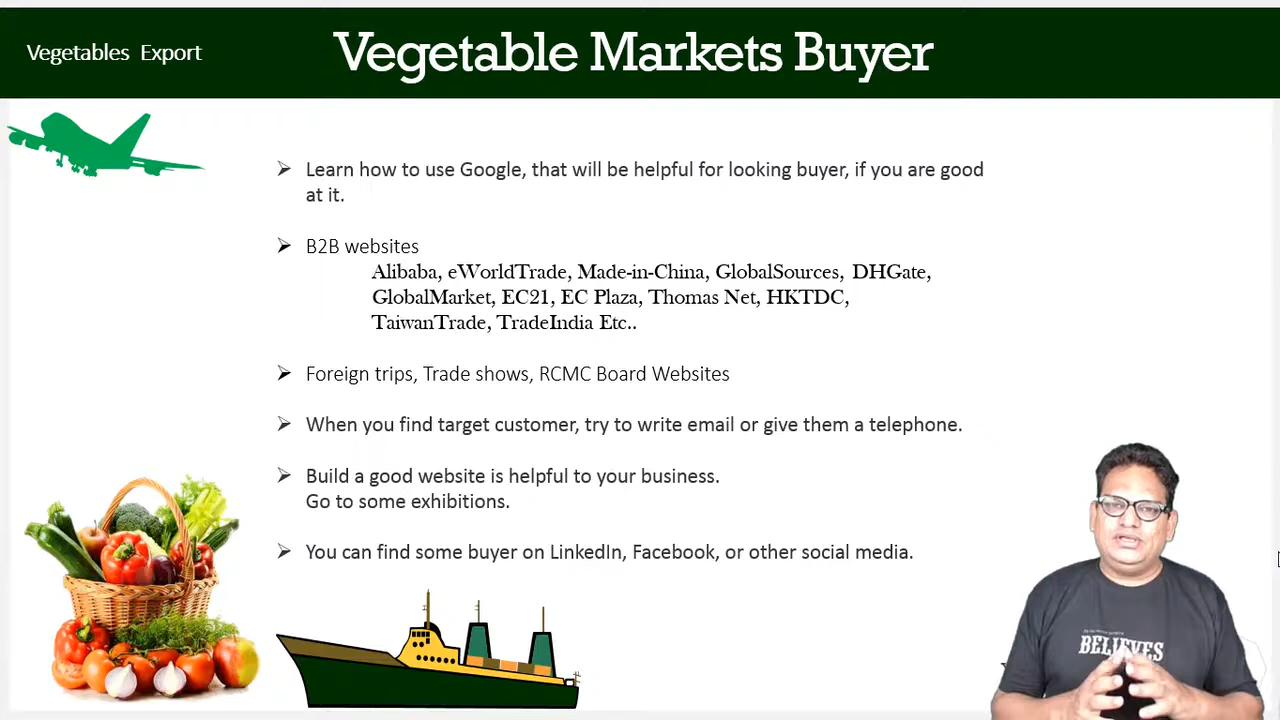 Vegetables Export
Vegetable Markets Buyer
Learn how to use Google, that will be helpful for looking buyer, if you are good
at it.
B2B websites
Alibaba, eWorldTrade, Made-in-China, GlobalSources, DHGate,
GlobalMarket, EC21, EC Plaza, Thomas Net, HKTDC,
TaiwanTrade, TradeIndia Etc..
Foreign trips, Trade shows, RCMC Board Websites
When you find target customer, try to write email or give them a telephone.
Build a good website is helpful to your business.
Go to some exhibitions.
You can find some buyer on LinkedIn, Facebook, or other social media.
BELIEVES